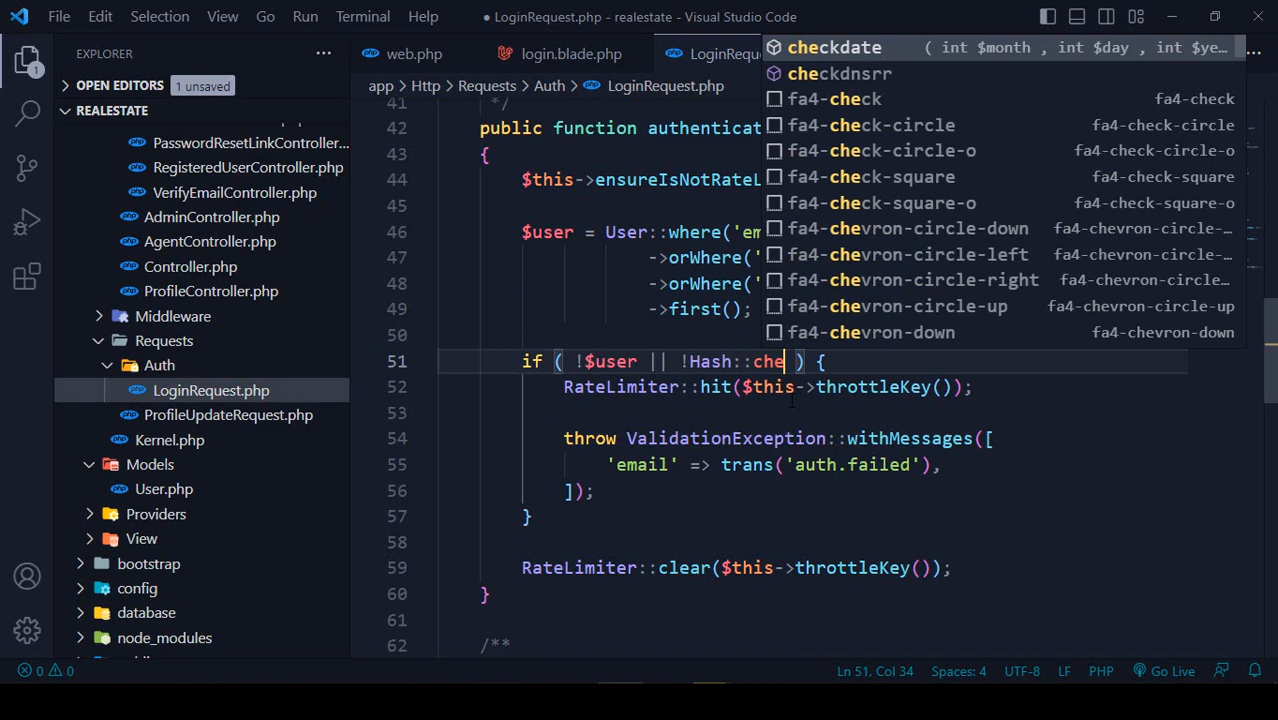 File Edit Selection View Go Run Terminal Help
● LoginRequest.php - realestate - Visual Studio Code
EXPLORER
OPEN EDITORS 1 unsaved
REALESTATE
PasswordResetLinkController...
RegisteredUserController.php
VerifyEmailController.php
AdminController.php
AgentController.php
Controller.php
ProfileController.php
Middleware
Requests
Auth
LoginRequest.php
ProfileUpdateRequest.php
Kernel.php
Models
User.php
Providers
View
bootstrap
config
database
node_modules
1
web.php login.blade.php LoginRequ
app > Http > Requests > Auth > LoginRequest.php
41 */
42 public function authenticat
43 {
44 $this->ensureIsNotRateL
45
46 $user = User::where('em
47 ->orWhere('
48 ->orWhere('
49 ->first();
50
51 if ( !$user || !Hash::che ) {
52 RateLimiter::hit($this->throttleKey());
53
54 throw ValidationException::withMessages([
55 'email' => trans('auth.failed'),
56 ]);
57 }
58
59 RateLimiter::clear($this->throttleKey());
60 }
61
62 /**
checkdate ( int $month , int $day , int $ye…
checkdnsrr
fa4-check fa4-check
fa4-check-circle fa4-check-circle
fa4-check-circle-o fa4-check-circle-o
fa4-check-square fa4-check-square
fa4-check-square-o fa4-check-square-o
fa4-chevron-circle-down fa4-chevron-circle-…
fa4-chevron-circle-left fa4-chevron-circle-…
fa4-chevron-circle-right fa4-chevron-circle…
fa4-chevron-circle-up fa4-chevron-circle-up
fa4-chevron-down fa4-chevron-down
0 0 Ln 51, Col 34 Spaces: 4 UTF-8 LF PHP Go Live